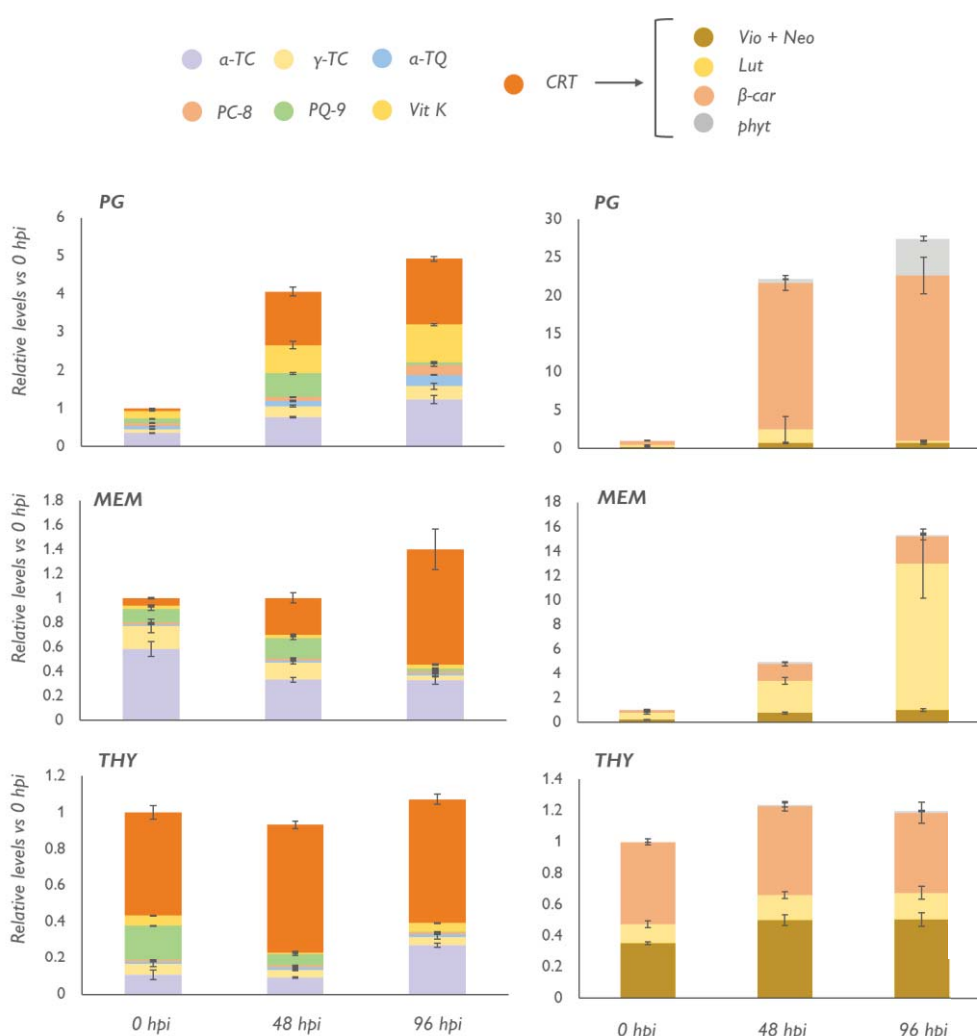 α-TC γ-TC α-TQ
PC-8 PQ-9 Vit K
CRT
Vio + Neo
Lut
β-car
phyt
PG
Relative levels vs 0 hpi
6
5
4
3
2
1
0
PG
30
25
20
15
10
5
0
MEM
Relative levels vs 0 hpi
1.8
1.6
1.4
1.2
1
0.8
0.6
0.4
0.2
0
MEM
18
16
14
12
10
8
6
4
2
0
THY
Relative levels vs 0 hpi
1.2
1
0.8
0.6
0.4
0.2
0
0 hpi 48 hpi 96 hpi
THY
1.4
1.2
1
0.8
0.6
0.4
0.2
0
0 hpi 48 hpi 96 hpi